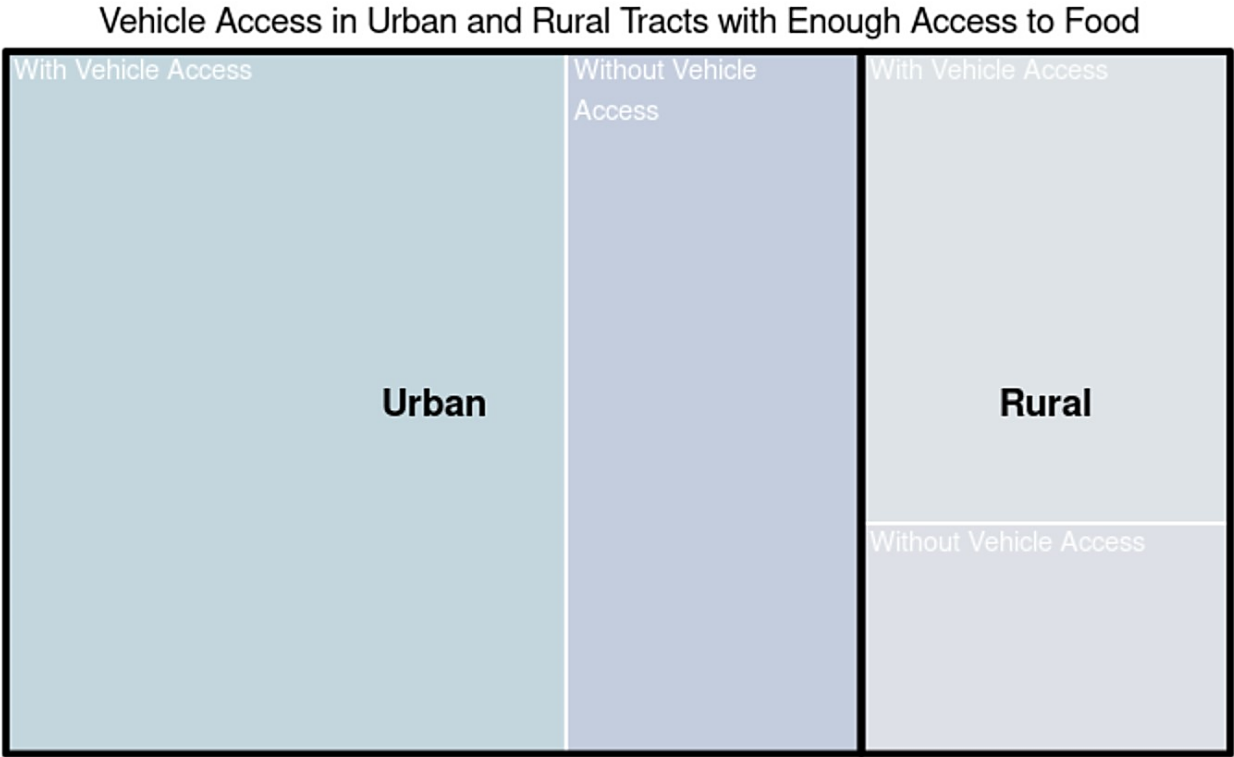 Vehicle Access in Urban and Rural Tracts with Enough Access to Food
With Vehicle Access
Without Vehicle
Access
With Vehicle Access
Urban
Rural
Without Vehicle Access